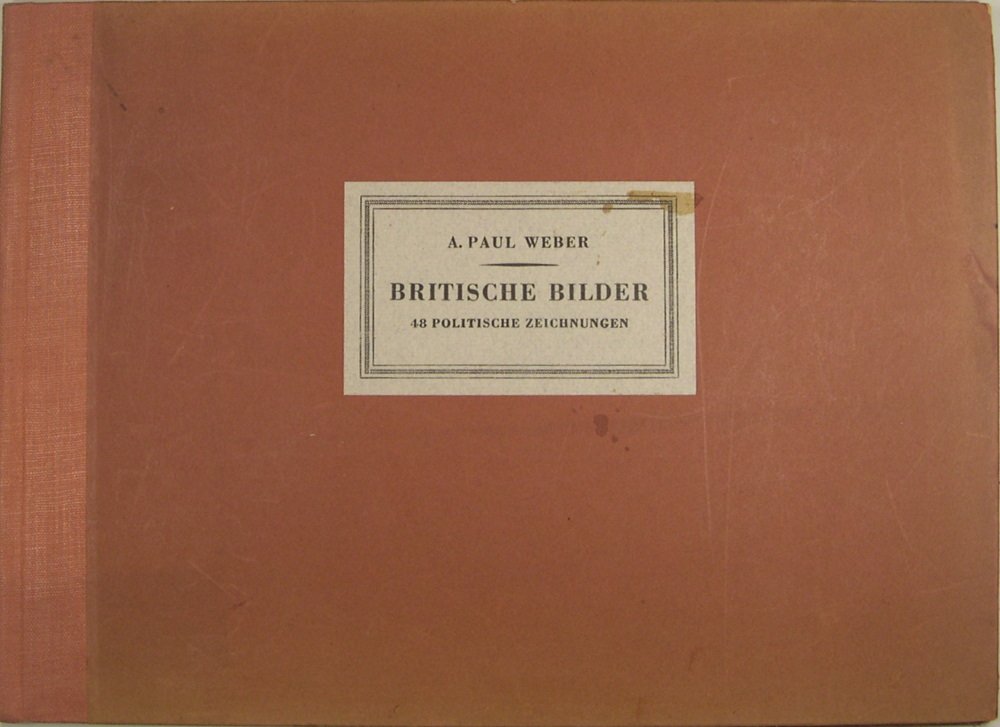 A. PAUL WEBER
BRITISCHE BILDER
48 POLITISCHE ZEICHNUNGEN